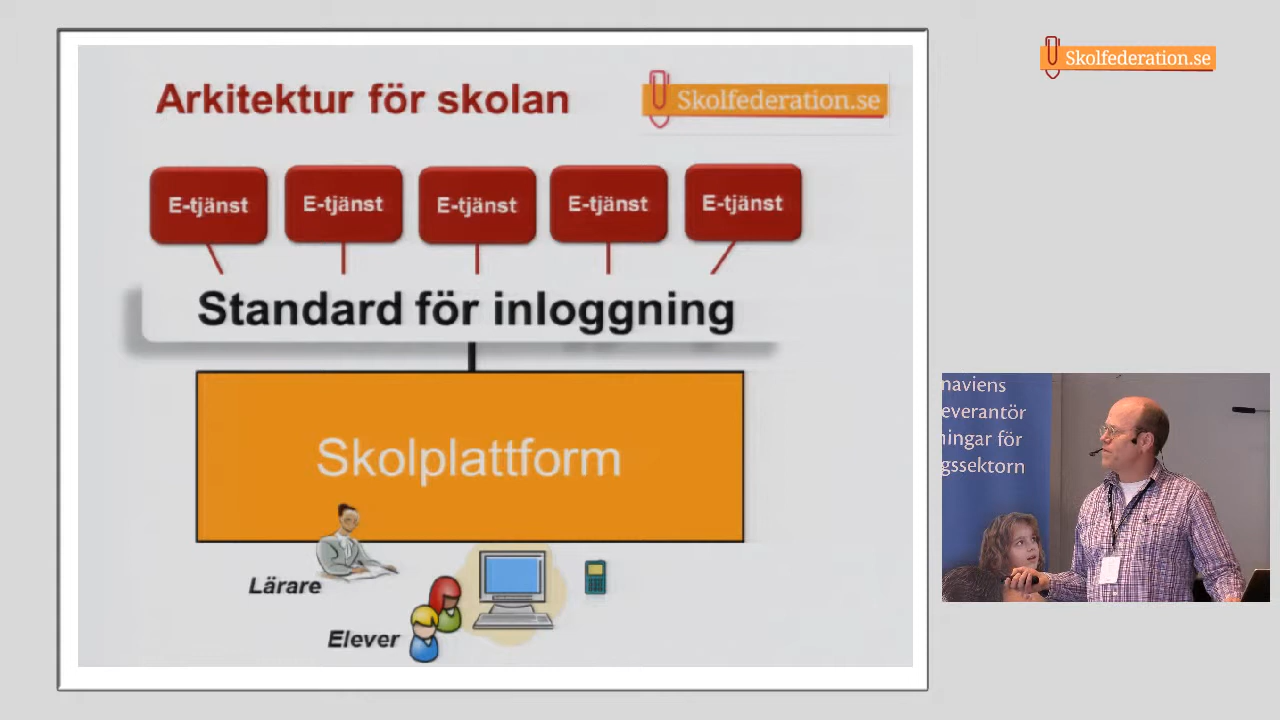 Arkitektur för skolan
Skolfederation.se
E-tjänst
E-tjänst
E-tjänst
E-tjänst
E-tjänst
Standard för inloggning
Skolplattform
Lärare
Elever
Skolfederation.se
naviens
everantör
ningar för
gssektorn